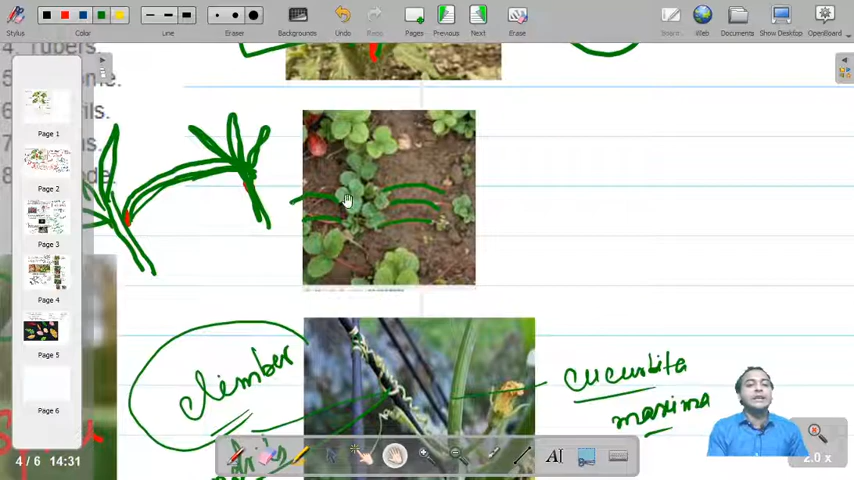 Stylus
Color
Line
Eraser
Backgrounds
Undo
Redo
Pages
Previous
Next
Erase
Web
Documents
Show Desktop
OpenBoard
4. Tubers.
Page 1
Page 2
Page 3
Page 4
Page 5
Page 6
climber
cucurbita
maxima
4 / 6 14:31
2.0 x